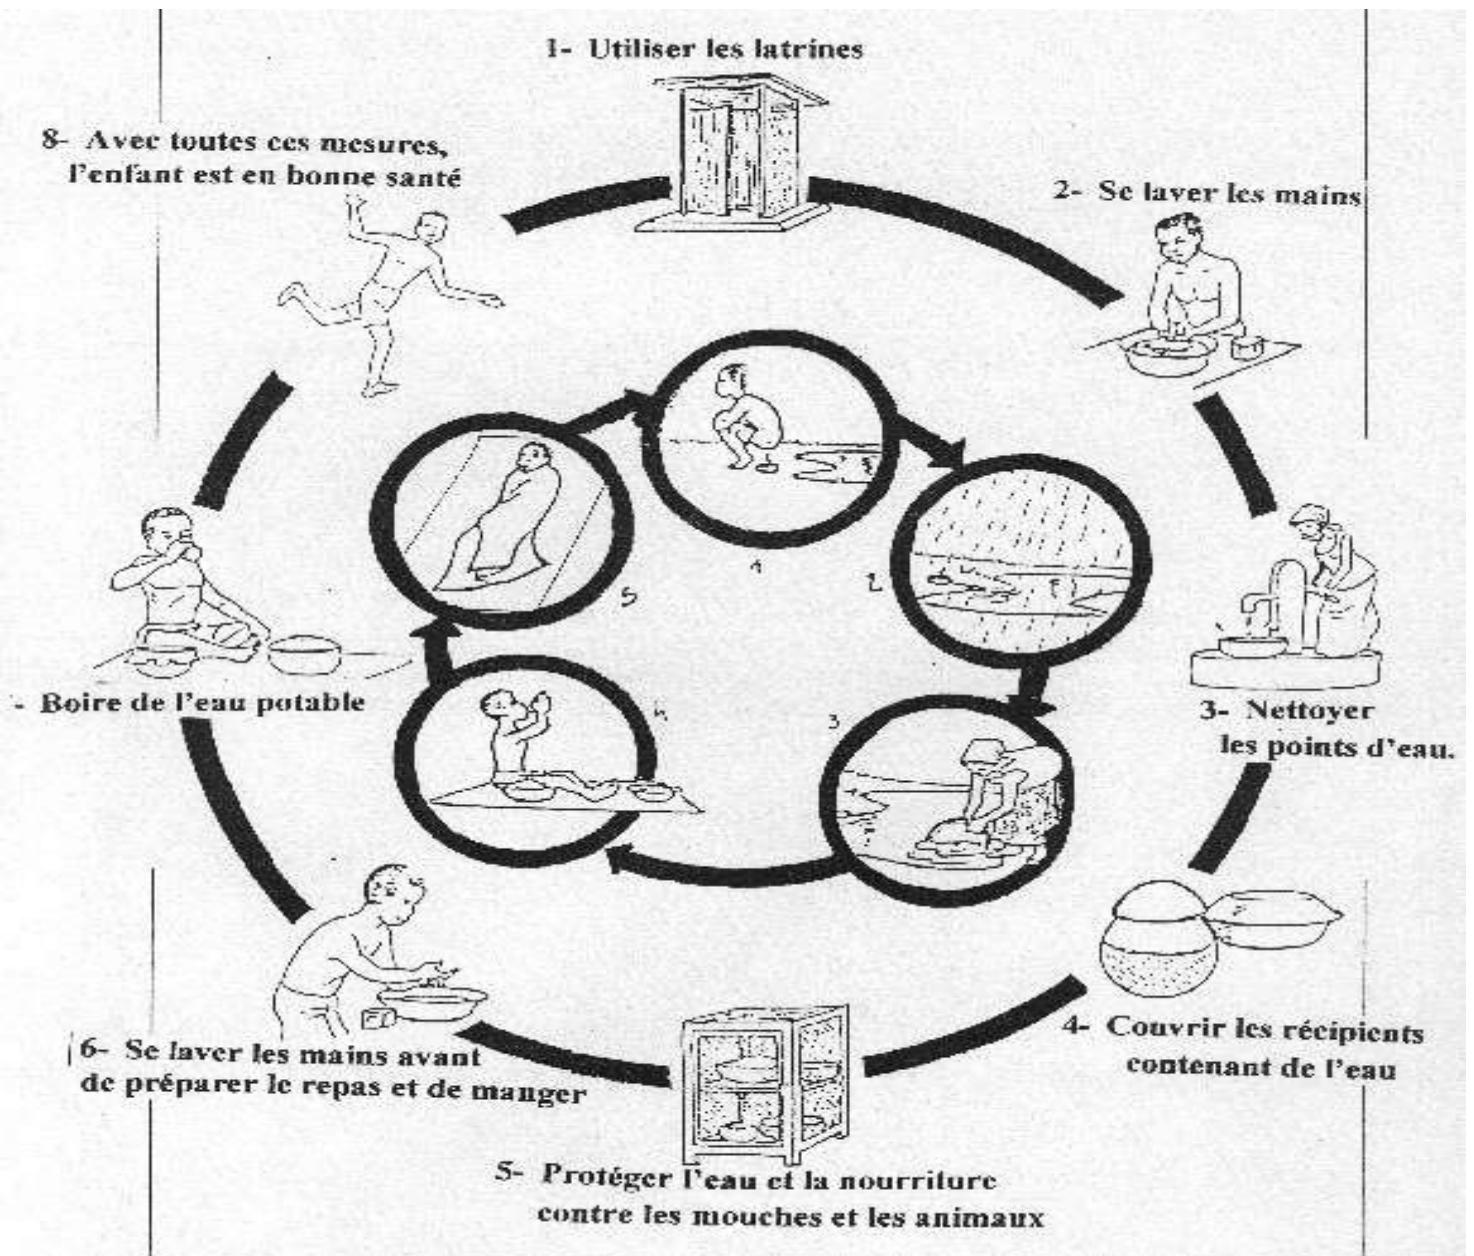 1- Utiliser les latrines
2- Se laver les mains
3- Nettoyer
les points d'eau.
4- Couvrir les récipients
contenant de l'eau
5- Protéger l'eau et la nourriture
contre les mouches et les animaux
6- Se laver les mains avant
de préparer le repas et de manger
- Boire de l'eau potable
8- Avec toutes ces mesures,
l'enfant est en bonne santé
1
2
3
4
5